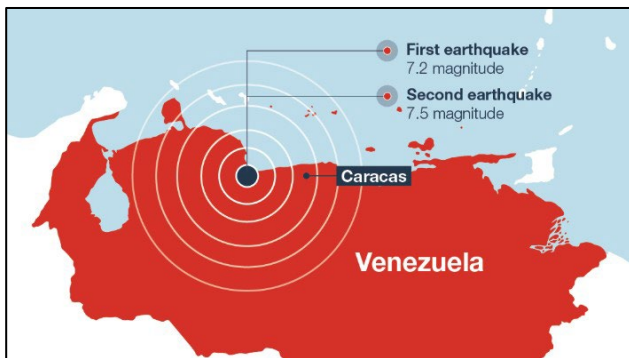 First earthquake
7.2 magnitude
Second earthquake
7.5 magnitude
Caracas
Venezuela